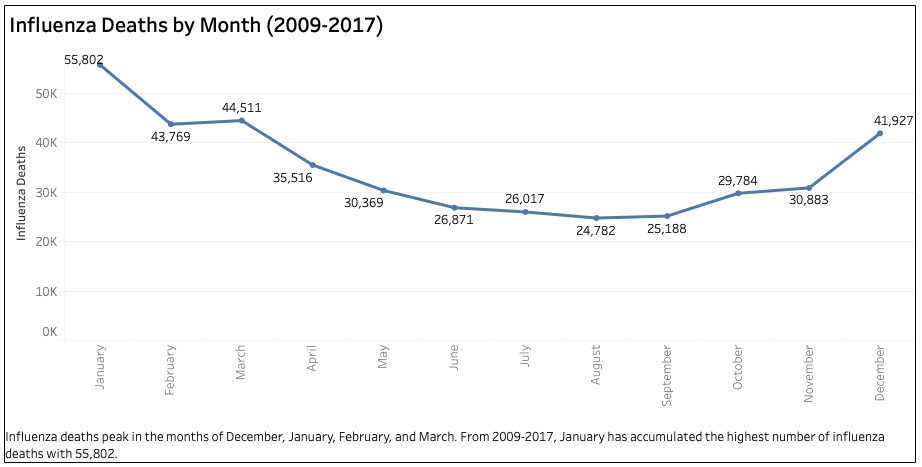 Influenza Deaths by Month (2009-2017)
55,802
43,769
44,511
35,516
30,369
26,871
26,017
24,782
25,188
29,784
30,883
41,927
Influenza Deaths
50K
40K
30K
20K
10K
0K
January
February
March
April
May
June
July
August
September
October
November
December
Influenza deaths peak in the months of December, January, February, and March. From 2009-2017, January has accumulated the highest number of influenza
deaths with 55,802.